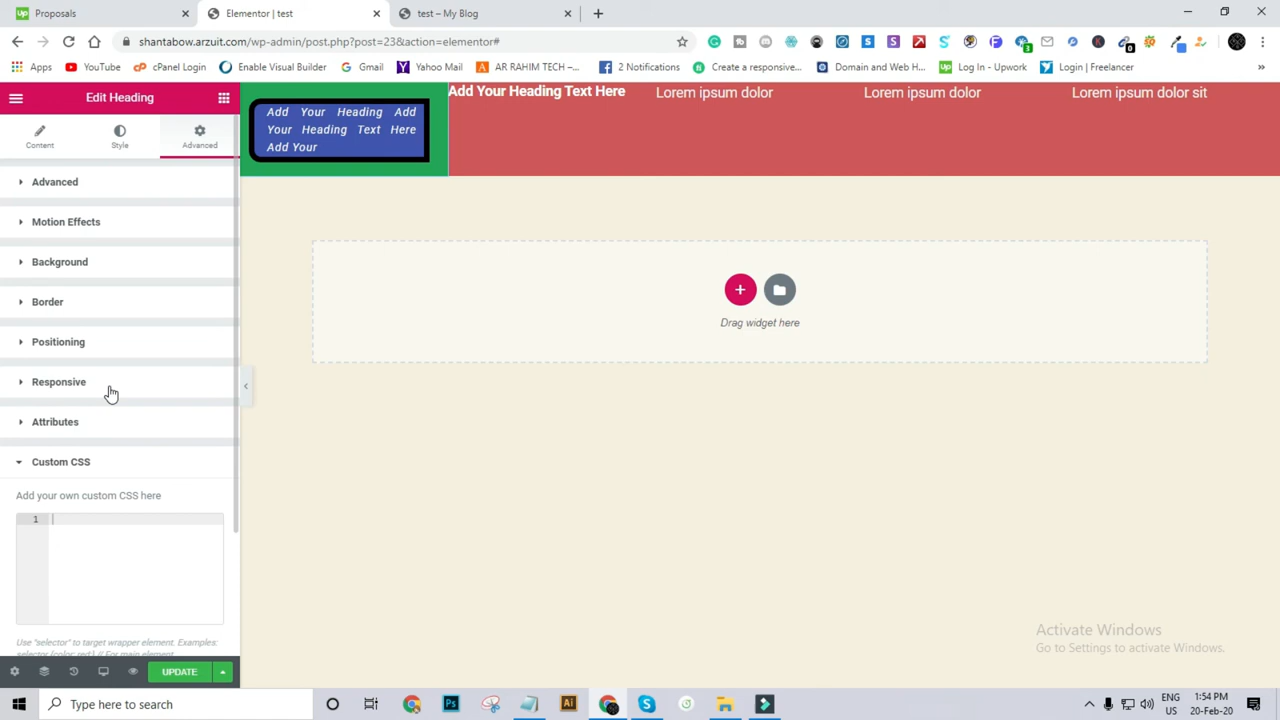 Proposals
Elementor | test
test – My Blog
shantabow.arzuit.com/wp-admin/post.php?post=23&action=elementor#
Apps
YouTube
cPanel Login
Enable Visual Builder
Gmail
Yahoo Mail
AR RAHIM TECH –...
2 Notifications
Create a responsive...
Domain and Web H...
Log In - Upwork
Login | Freelancer
Edit Heading
Content
Style
Advanced
Advanced
Motion Effects
Background
Border
Positioning
Responsive
Attributes
Custom CSS
Add your own custom CSS here
1
Use "selector" to target wrapper element. Examples:
selector {color: red;} // For main element
UPDATE
Add Your Heading Add
Your Heading Text Here
Add Your
Add Your Heading Text Here
Lorem ipsum dolor
Lorem ipsum dolor
Lorem ipsum dolor sit
Drag widget here
Activate Windows
Go to Settings to activate Windows.
Type here to search
ENG
US
1:54 PM
20-Feb-20